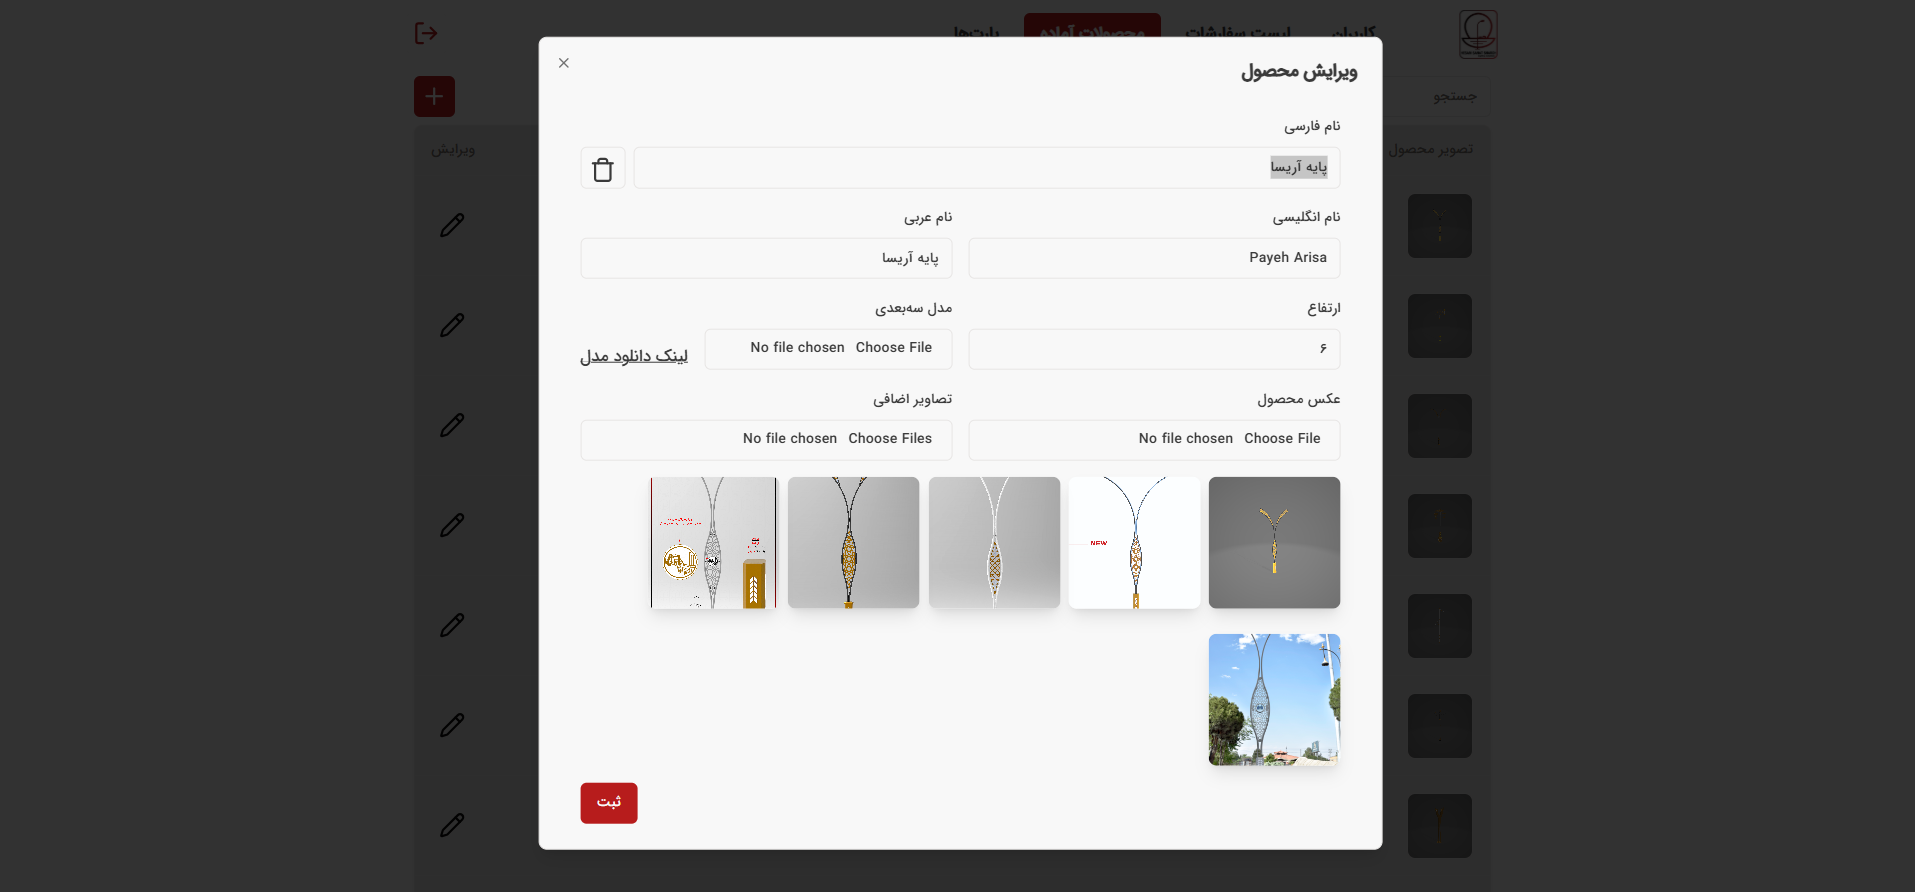 کاربران
لیست سفارشات
محصولات آماده
پارت‌ها
جستجو
تصویر محصول
ویرایش
ویرایش محصول
نام فارسی
پایه آریسا
نام انگلیسی
نام عربی
Payeh Arisa
پایه آریسا
ارتفاع
مدل سه‌بعدی
۶
Choose File No file chosen
لینک دانلود مدل
عکس محصول
تصاویر اضافی
Choose File No file chosen
Choose Files No file chosen
NEW
ثبت